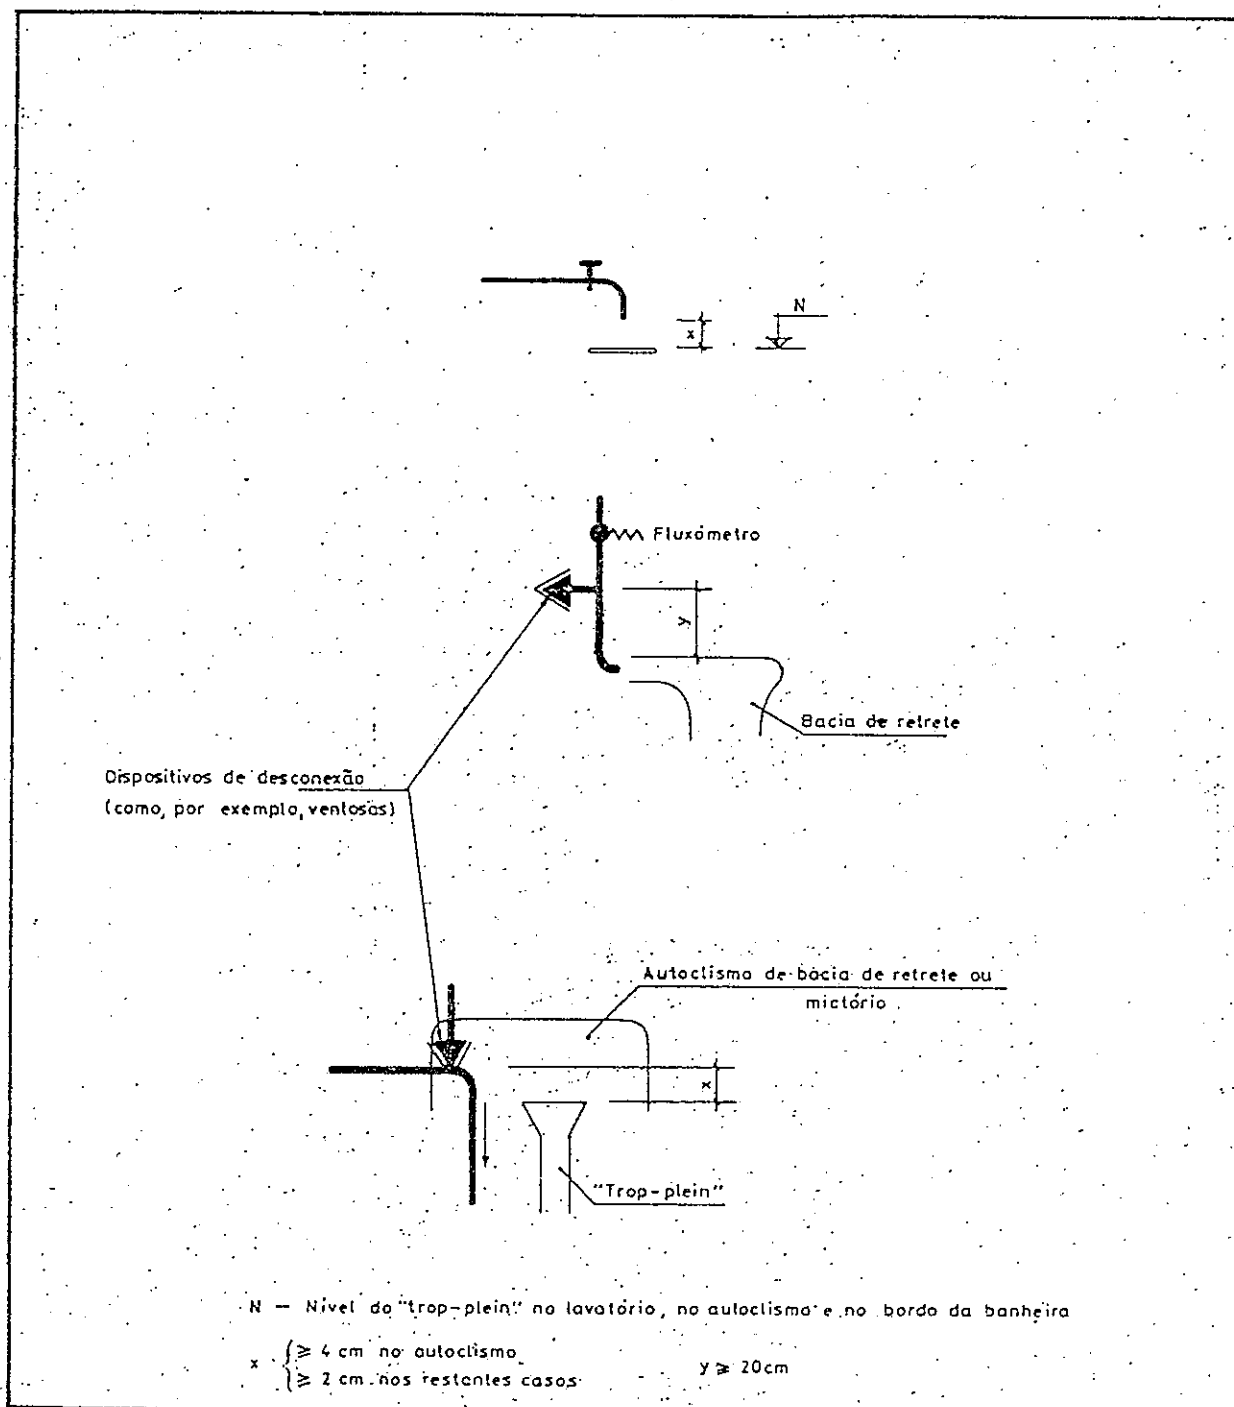 N
x
Fluxómetro
y
Bacia de retrete
Dispositivos de desconexão
(como, por exemplo, ventosas)
Autoclismo de bacia de retrete ou
mictório
x
"Trop-plein"
N — Nível do "trop-plein" no lavatório, no autoclismo e no bordo da banheira
x { ≥ 4 cm no autoclismo
≥ 2 cm nos restantes casos
y ≥ 20cm